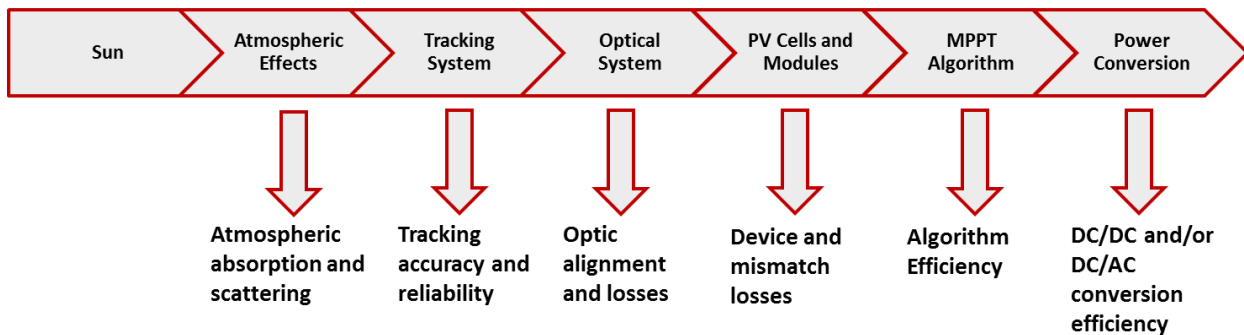 Sun
Atmospheric
Effects
Tracking
System
Optical
System
PV Cells and
Modules
MPPT
Algorithm
Power
Conversion
Atmospheric
absorption and
scattering
Tracking
accuracy and
reliability
Optic
alignment
and losses
Device and
mismatch
losses
Algorithm
Efficiency
DC/DC and/or
DC/AC
conversion
efficiency